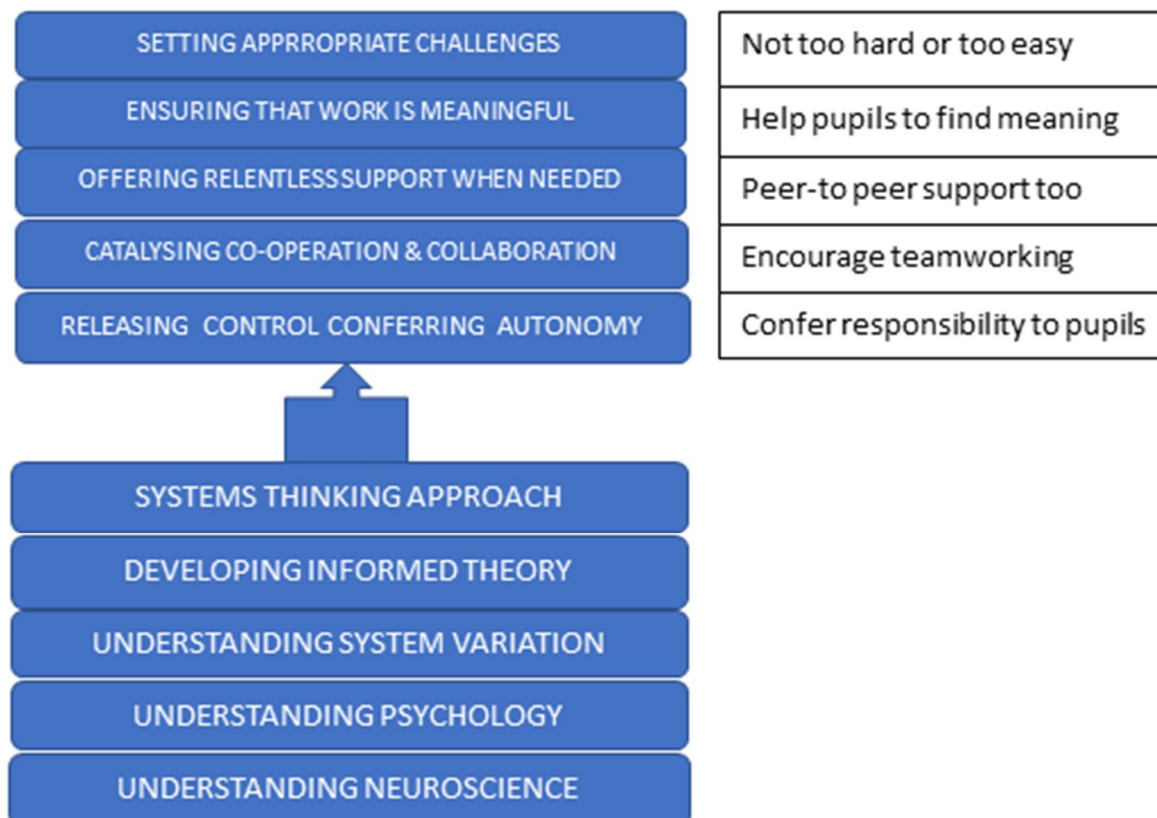 SETTING APPRROPRIATE CHALLENGES
Not too hard or too easy
ENSURING THAT WORK IS MEANINGFUL
Help pupils to find meaning
OFFERING RELENTLESS SUPPORT WHEN NEEDED
Peer-to peer support too
CATALYSING CO-OPERATION & COLLABORATION
Encourage teamworking
RELEASING CONTROL CONFERRING AUTONOMY
Confer responsibility to pupils
SYSTEMS THINKING APPROACH
DEVELOPING INFORMED THEORY
UNDERSTANDING SYSTEM VARIATION
UNDERSTANDING PSYCHOLOGY
UNDERSTANDING NEUROSCIENCE